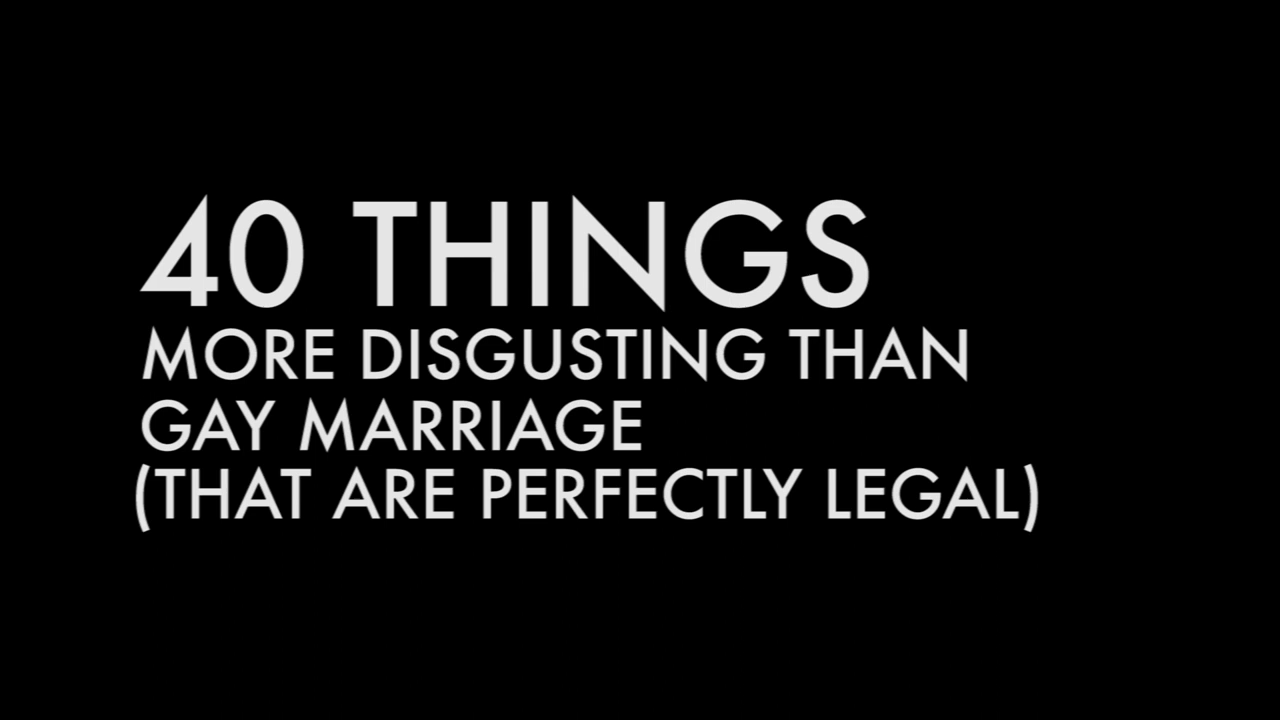 40 THINGS
MORE DISGUSTING THAN
GAY MARRIAGE
(THAT ARE PERFECTLY LEGAL)